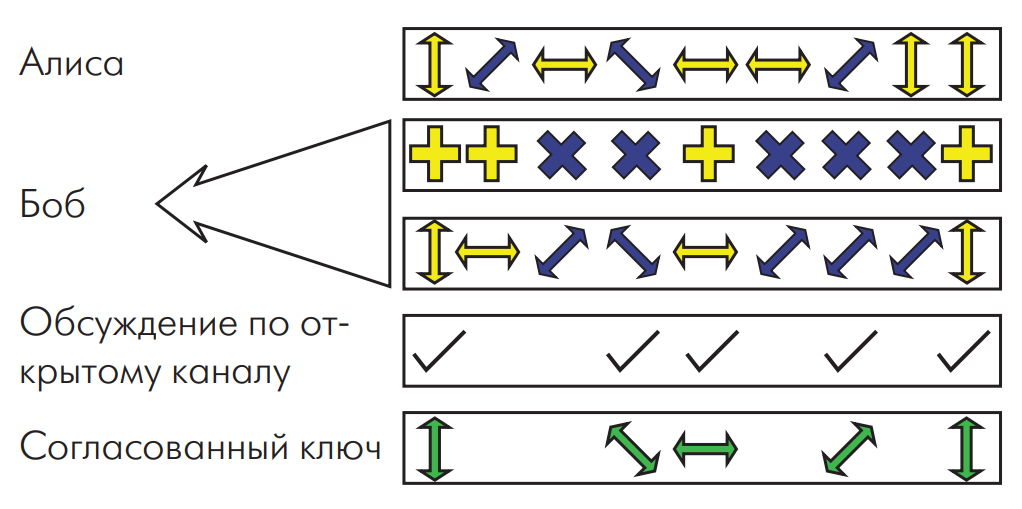 Алиса
Боб
Обсуждение по от-
крытому каналу
Согласованный ключ